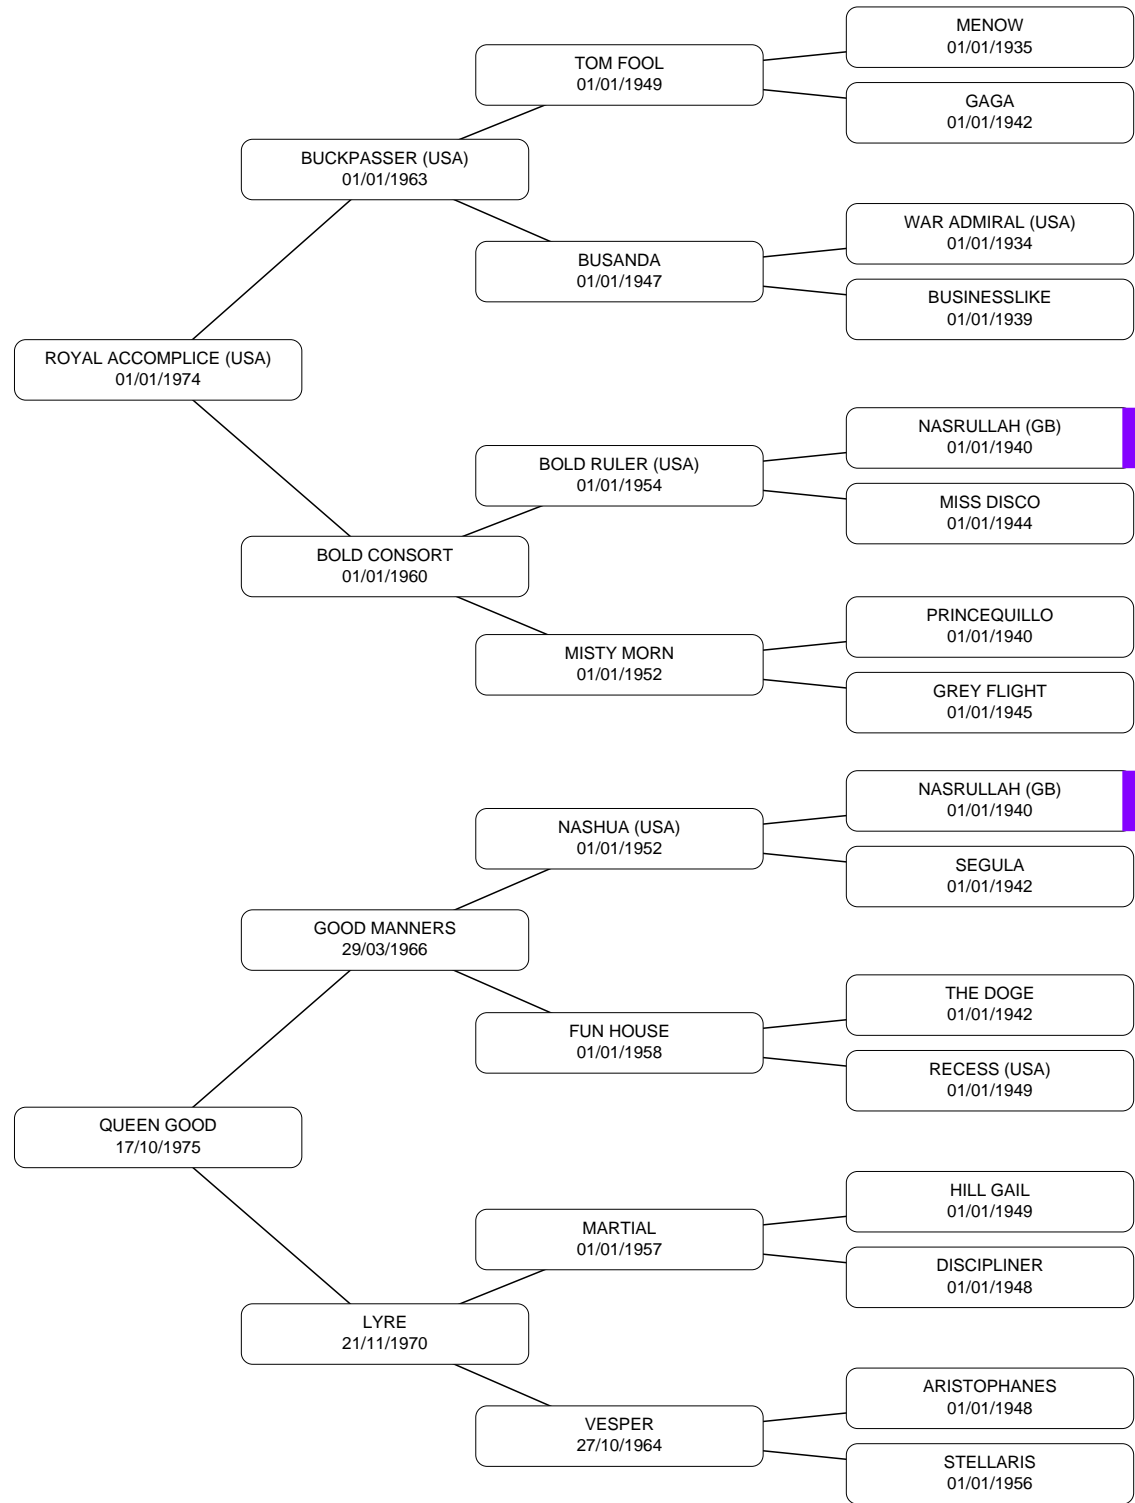 MENOW
01/01/1935
TOM FOOL
01/01/1949
GAGA
01/01/1942
BUCKPASSER (USA)
01/01/1963
WAR ADMIRAL (USA)
01/01/1934
BUSANDA
01/01/1947
BUSINESSLIKE
01/01/1939
ROYAL ACCOMPLICE (USA)
01/01/1974
NASRULLAH (GB)
01/01/1940
BOLD RULER (USA)
01/01/1954
MISS DISCO
01/01/1944
BOLD CONSORT
01/01/1960
PRINCEQUILLO
01/01/1940
MISTY MORN
01/01/1952
GREY FLIGHT
01/01/1945
NASRULLAH (GB)
01/01/1940
NASHUA (USA)
01/01/1952
SEGULA
01/01/1942
GOOD MANNERS
29/03/1966
THE DOGE
01/01/1942
FUN HOUSE
01/01/1958
RECESS (USA)
01/01/1949
QUEEN GOOD
17/10/1975
HILL GAIL
01/01/1949
MARTIAL
01/01/1957
DISCIPLINER
01/01/1948
LYRE
21/11/1970
ARISTOPHANES
01/01/1948
VESPER
27/10/1964
STELLARIS
01/01/1956